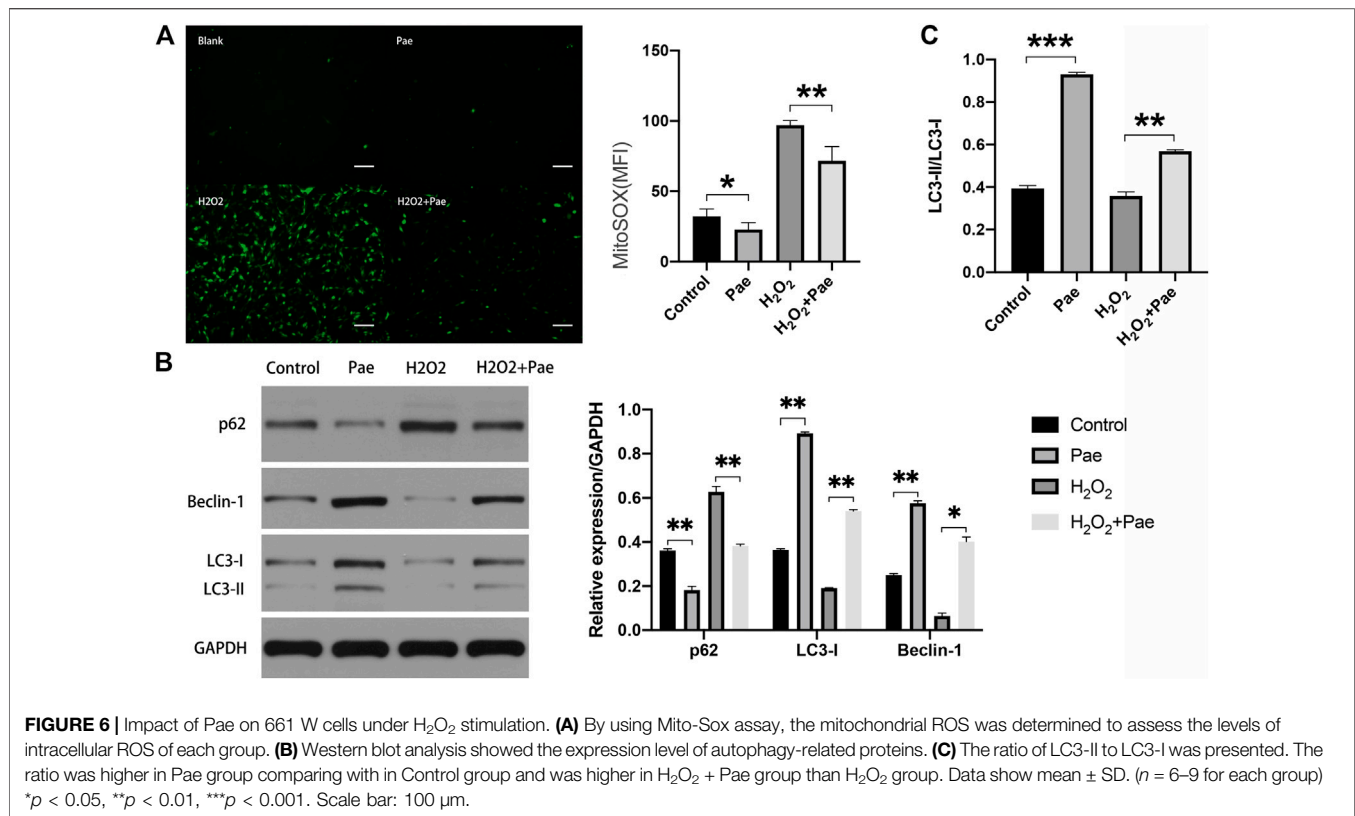 A
Blank
Pae
H2O2
H2O2+Pae
150
100
50
0
MitoSOX(MFI)
*
**
Control
Pae
H₂O₂
H₂O₂+Pae
C
1.0
0.8
0.6
0.4
0.2
0.0
LC3-II/LC3-I
***
**
Control
Pae
H₂O₂
H₂O₂+Pae
B
Control Pae H2O2 H2O2+Pae
p62
Beclin-1
LC3-I
LC3-II
GAPDH
1.0
0.8
0.6
0.4
0.2
0.0
Relative expression/GAPDH
**
**
**
**
**
*
p62 LC3-I Beclin-1
Control
Pae
H₂O₂
H₂O₂+Pae
FIGURE 6 | Impact of Pae on 661 W cells under H₂O₂ stimulation. (A) By using Mito-Sox assay, the mitochondrial ROS was determined to assess the levels of
intracellular ROS of each group. (B) Western blot analysis showed the expression level of autophagy-related proteins. (C) The ratio of LC3-II to LC3-I was presented. The
ratio was higher in Pae group comparing with in Control group and was higher in H₂O₂ + Pae group than H₂O₂ group. Data show mean ± SD. (n = 6–9 for each group)
*p < 0.05, **p < 0.01, ***p < 0.001. Scale bar: 100 μm.